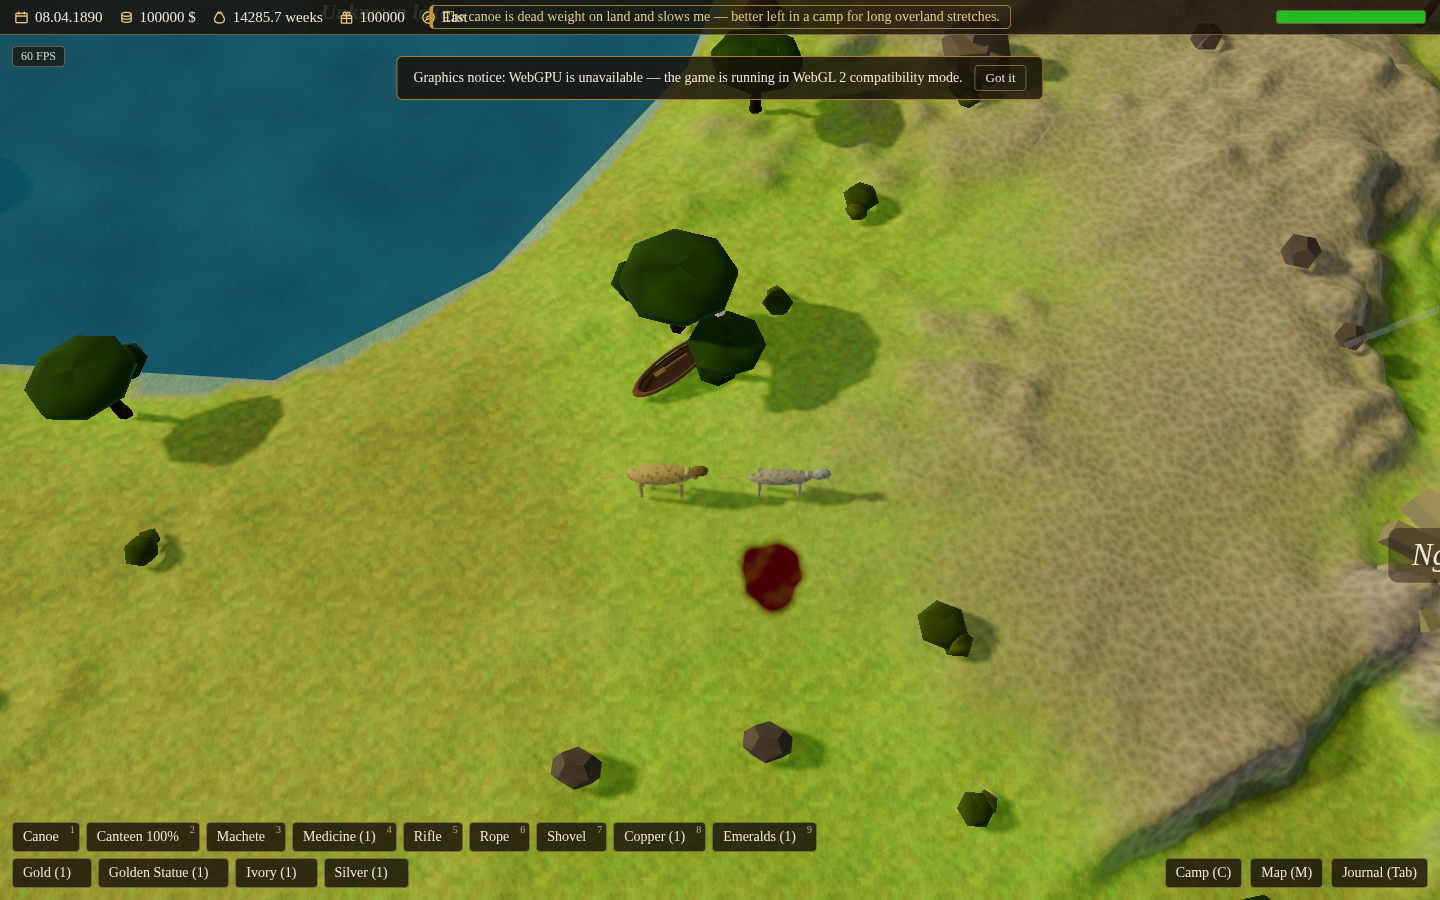 08.04.1890 100000 $ 14285.7 weeks 100000 East
The canoe is dead weight on land and slows me — better left in a camp for long overland stretches.
60 FPS
Graphics notice: WebGPU is unavailable — the game is running in WebGL 2 compatibility mode. Got it
Canoe 1 Canteen 100% 2 Machete 3 Medicine (1) 4 Rifle 5 Rope 6 Shovel 7 Copper (1) 8 Emeralds (1) 9
Gold (1) Golden Statue (1) Ivory (1) Silver (1)
Camp (C) Map (M) Journal (Tab)